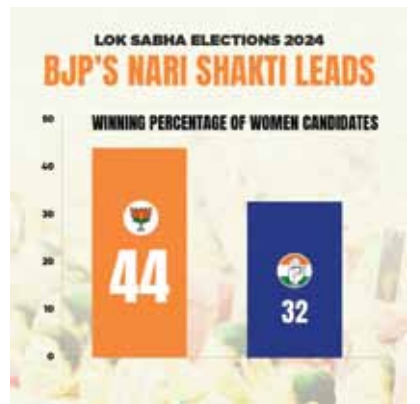 LOK SABHA ELECTIONS 2024
BJP'S NARI SHAKTI LEADS
WINNING PERCENTAGE OF WOMEN CANDIDATES
50
40
30
20
10
0
44
32